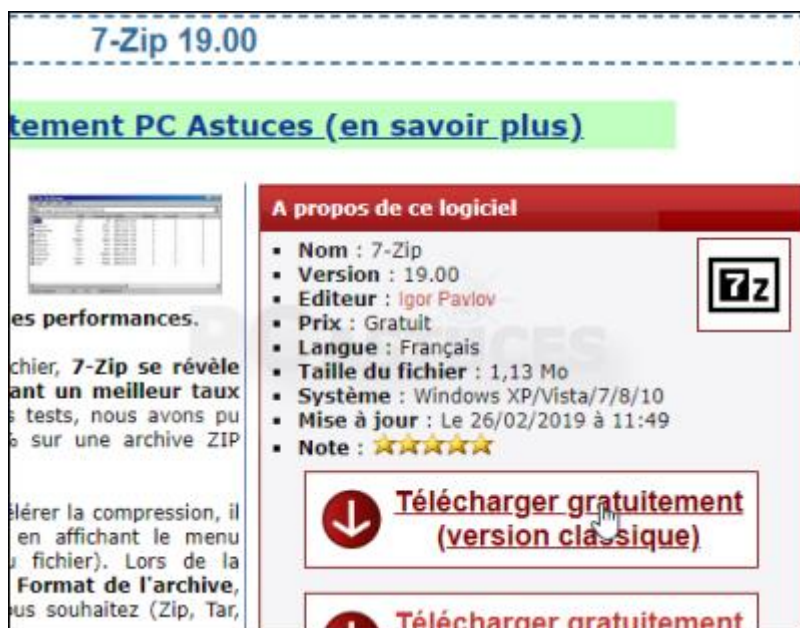 7-Zip 19.00
tement PC Astuces (en savoir plus)
es performances.
chier, 7-Zip se révèle
ant un meilleur taux
s tests, nous avons pu
% sur une archive ZIP
élérer la compression, il
en affichant le menu
u fichier). Lors de la
Format de l'archive,
ous souhaitez (Zip, Tar,
A propos de ce logiciel
Nom : 7-Zip
Version : 19.00
Editeur : Igor Pavlov
Prix : Gratuit
Langue : Français
Taille du fichier : 1,13 Mo
Système : Windows XP/Vista/7/8/10
Mise à jour : Le 26/02/2019 à 11:49
Note :
7z
Télécharger gratuitement
(version classique)
Télécharger gratuitement
PC ASTUCES